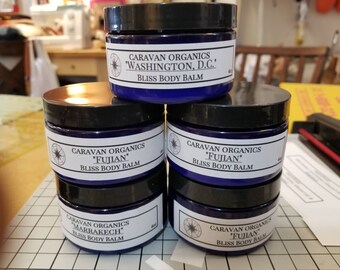 CARAVAN ORGANICS
"WASHINGTON, D.C."
BLISS BODY BALM
CARAVAN ORGANICS
"FUJIAN"
BLISS BODY BALM
CARAVAN ORGANICS
"FUJIAN"
BLISS BODY BALM
CARAVAN ORGANICS
"MARRAKECH"
BLISS BODY BALM
CARAVAN ORGANICS
"FUJIAN"
BLISS BODY BALM